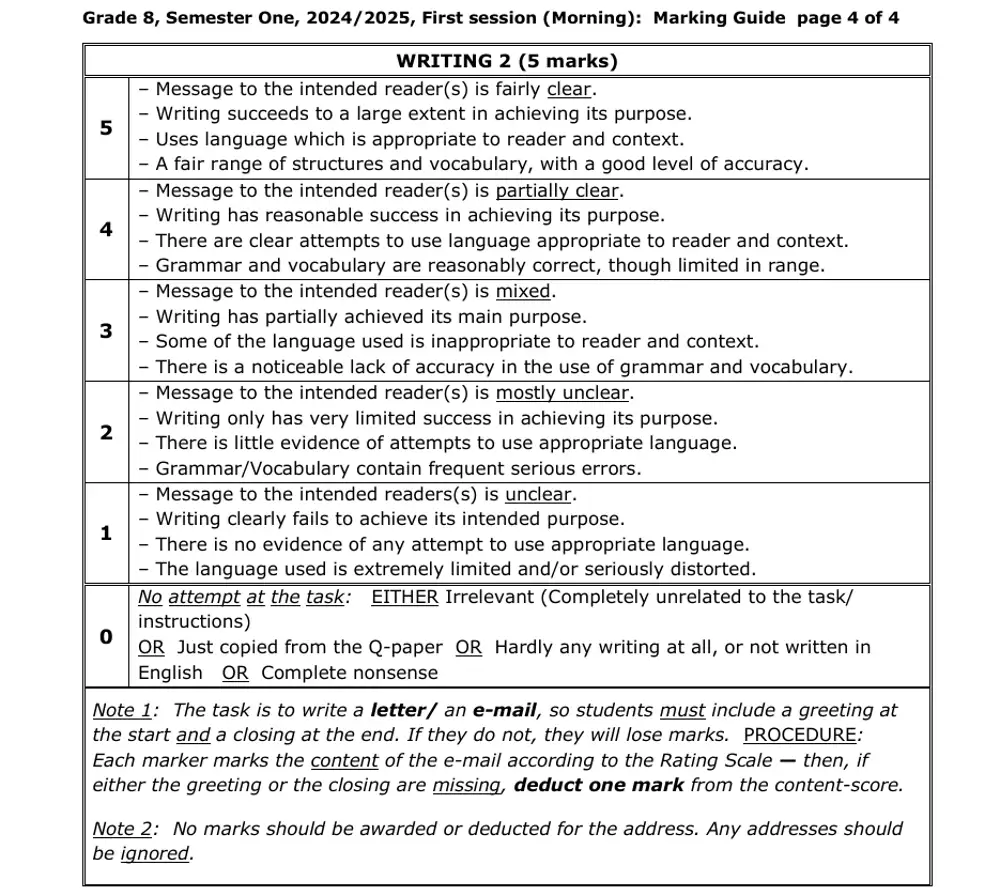 Grade 8, Semester One, 2024/2025, First session (Morning):  Marking Guide  page 4 of 4
WRITING 2 (5 marks)
5
– Message to the intended reader(s) is fairly clear.
– Writing succeeds to a large extent in achieving its purpose.
– Uses language which is appropriate to reader and context.
– A fair range of structures and vocabulary, with a good level of accuracy.
4
– Message to the intended reader(s) is partially clear.
– Writing has reasonable success in achieving its purpose.
– There are clear attempts to use language appropriate to reader and context.
– Grammar and vocabulary are reasonably correct, though limited in range.
3
– Message to the intended reader(s) is mixed.
– Writing has partially achieved its main purpose.
– Some of the language used is inappropriate to reader and context.
– There is a noticeable lack of accuracy in the use of grammar and vocabulary.
2
– Message to the intended reader(s) is mostly unclear.
– Writing only has very limited success in achieving its purpose.
– There is little evidence of attempts to use appropriate language.
– Grammar/Vocabulary contain frequent serious errors.
1
– Message to the intended readers(s) is unclear.
– Writing clearly fails to achieve its intended purpose.
– There is no evidence of any attempt to use appropriate language.
– The language used is extremely limited and/or seriously distorted.
0
No attempt at the task:   EITHER Irrelevant (Completely unrelated to the task/
instructions)
OR  Just copied from the Q-paper  OR  Hardly any writing at all, or not written in
English   OR  Complete nonsense
Note 1:  The task is to write a letter/ an e-mail, so students must include a greeting at
the start and a closing at the end. If they do not, they will lose marks.  PROCEDURE:
Each marker marks the content of the e-mail according to the Rating Scale — then, if
either the greeting or the closing are missing, deduct one mark from the content-score.
Note 2:  No marks should be awarded or deducted for the address. Any addresses should
be ignored.